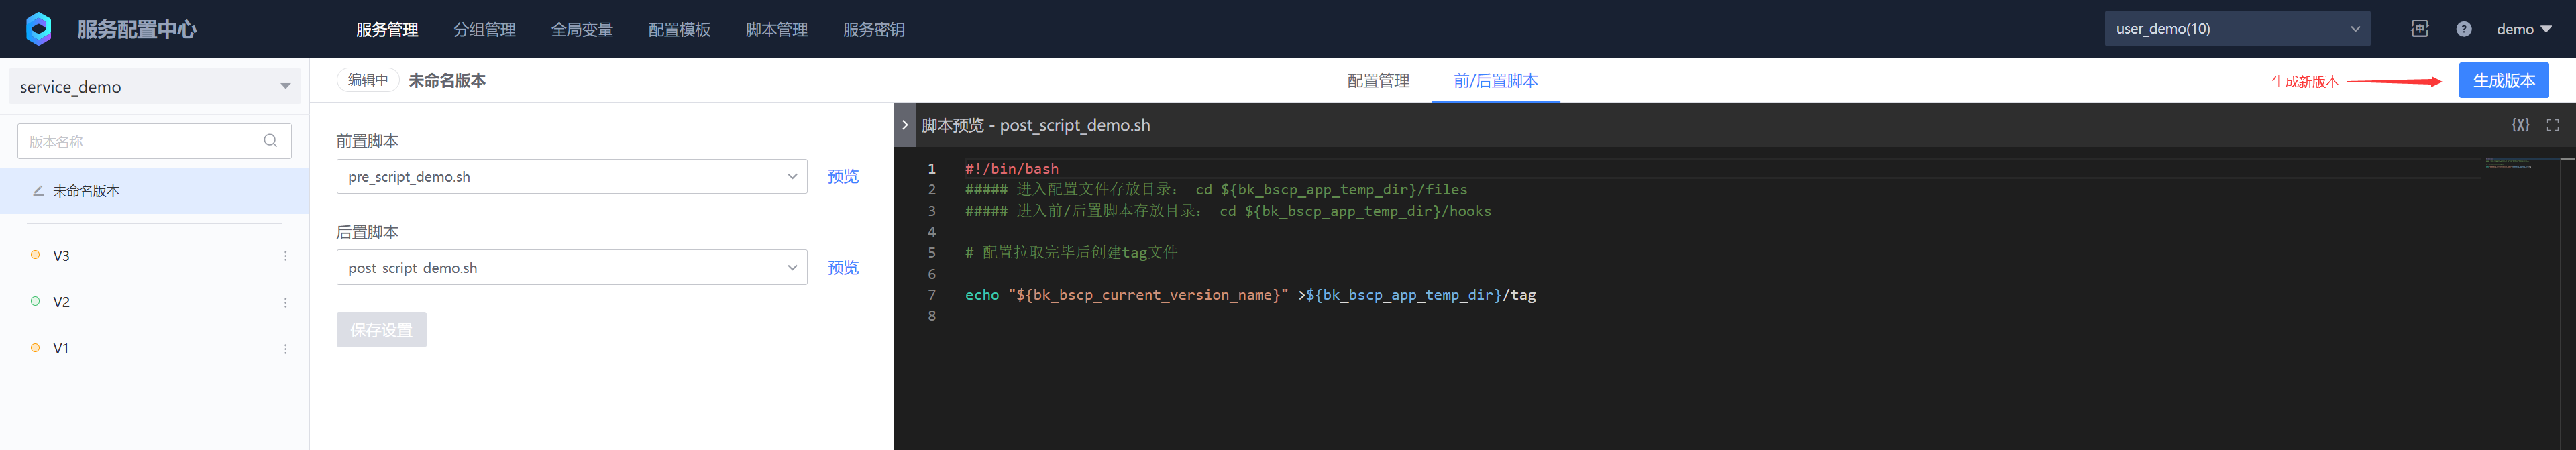 服务配置中心
服务管理 分组管理 全局变量 配置模板 脚本管理 服务密钥
user_demo(10)
中
?
demo
service_demo
编辑中 未命名版本
配置管理 前/后置脚本
生成新版本
生成版本
版本名称
未命名版本
V3
V2
V1
前置脚本
pre_script_demo.sh 预览
后置脚本
post_script_demo.sh 预览
保存设置
脚本预览 - post_script_demo.sh
{X}
1 #!/bin/bash
2 ##### 进入配置文件存放目录： cd ${bk_bscp_app_temp_dir}/files
3 ##### 进入前/后置脚本存放目录： cd ${bk_bscp_app_temp_dir}/hooks
4
5 # 配置拉取完毕后创建tag文件
6
7 echo "${bk_bscp_current_version_name}" >${bk_bscp_app_temp_dir}/tag
8